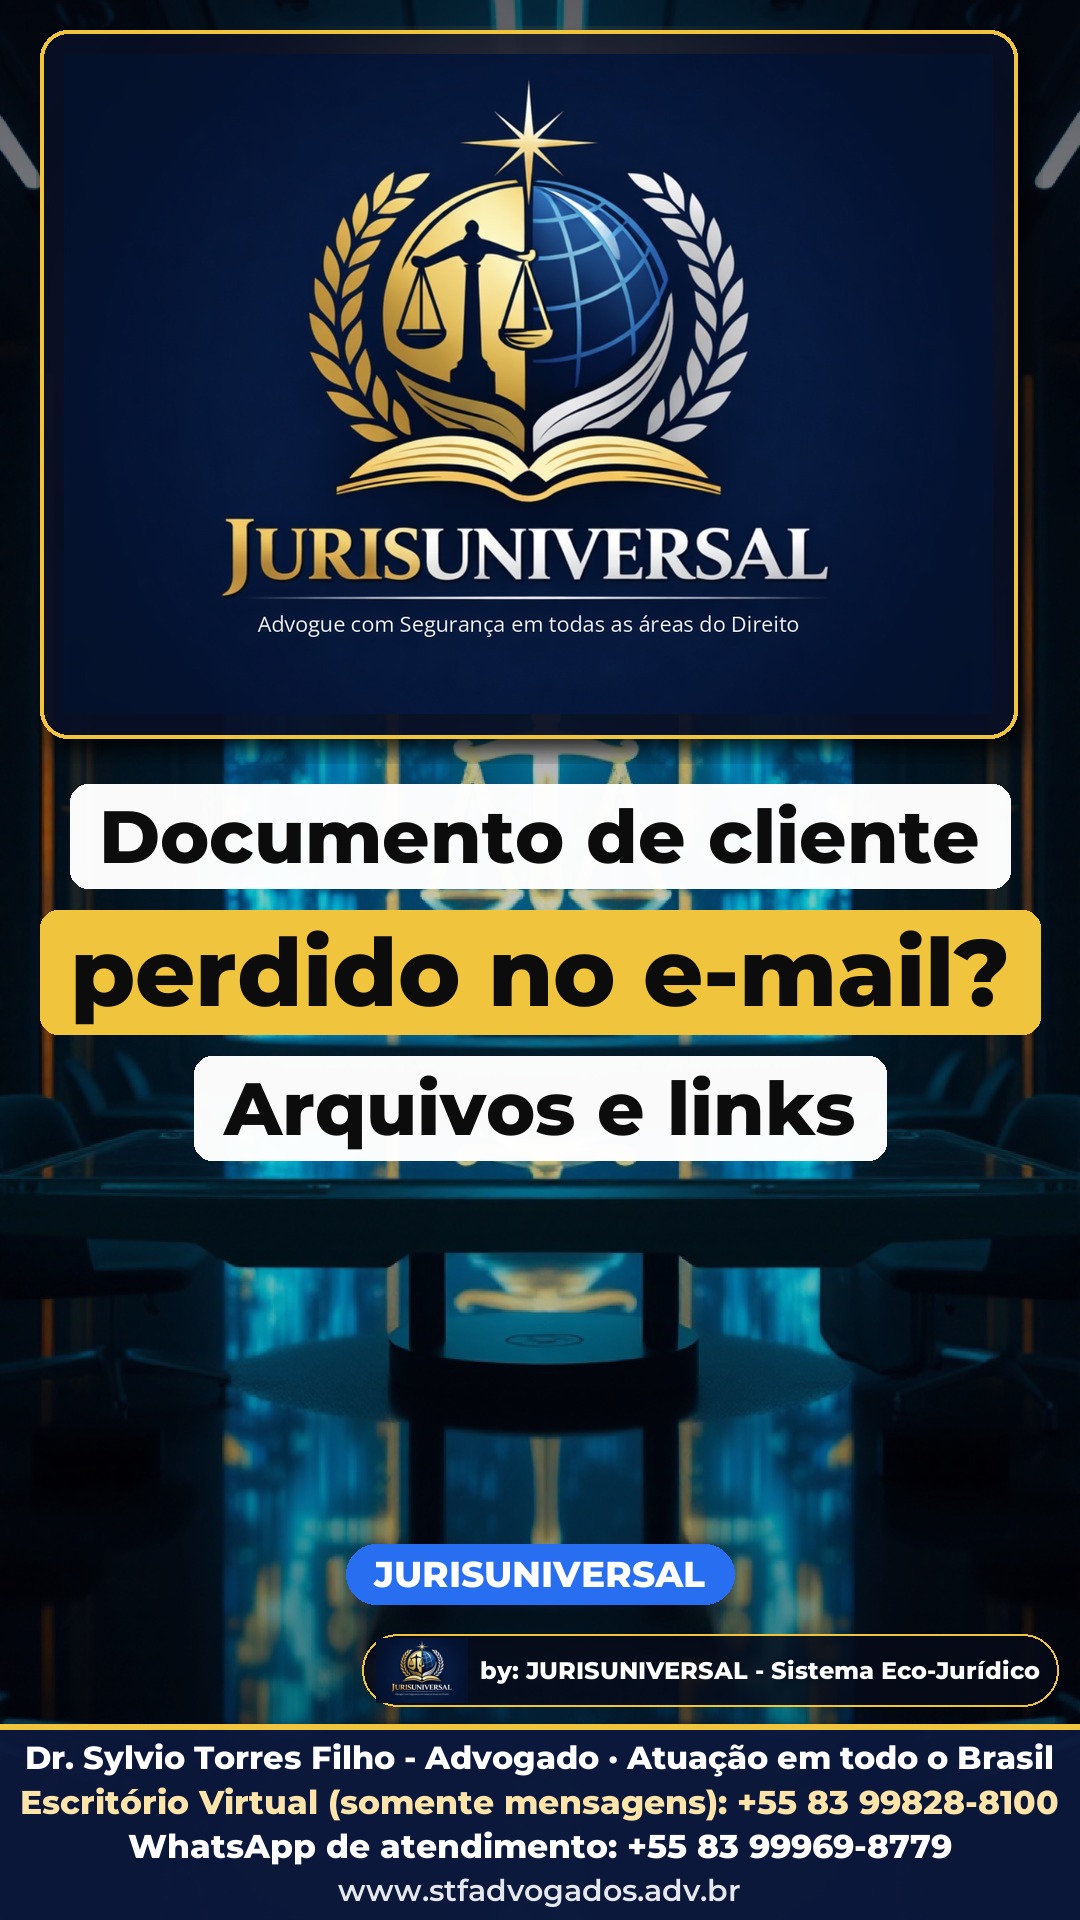 JURISUNIVERSAL
Advogue com Segurança em todas as áreas do Direito
Documento de cliente
perdido no e-mail?
Arquivos e links
JURISUNIVERSAL
JURISUNIVERSAL
by: JURISUNIVERSAL - Sistema Eco-Jurídico
Dr. Sylvio Torres Filho - Advogado • Atuação em todo o Brasil
Escritório Virtual (somente mensagens): +55 83 99828-8100
WhatsApp de atendimento: +55 83 99969-8779
www.stfadvogados.adv.br